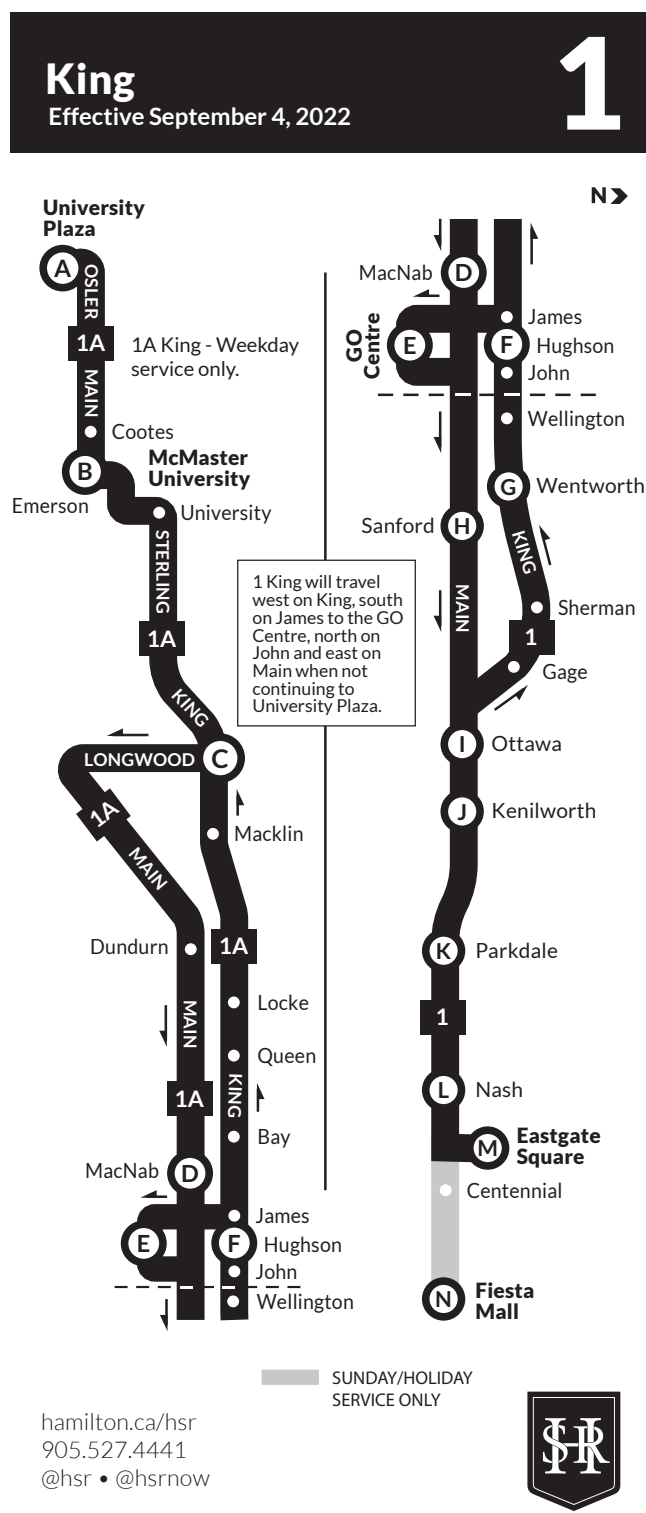 King
Effective September 4, 2022
1
N
University
Plaza
A
OSLER
1A
1A King - Weekday
service only.
MAIN
Cootes
B
McMaster
University
Emerson
University
STERLING
1A
KING
C
LONGWOOD
1A
MAIN
Macklin
Dundurn
1A
Locke
MAIN
Queen
KING
1A
Bay
MacNab
D
James
E
F
Hughson
John
Wellington
1 King will travel
west on King, south
on James to the GO
Centre, north on
John and east on
Main when not
continuing to
University Plaza.
MacNab
D
James
GO
Centre
E
F
Hughson
John
Wellington
G
Wentworth
Sanford
H
KING
MAIN
Sherman
1
Gage
I
Ottawa
J
Kenilworth
K
Parkdale
1
L
Nash
M
Eastgate
Square
Centennial
N
Fiesta
Mall
SUNDAY/HOLIDAY
SERVICE ONLY
hamilton.ca/hsr
905.527.4441
@hsr • @hsrnow
HSR